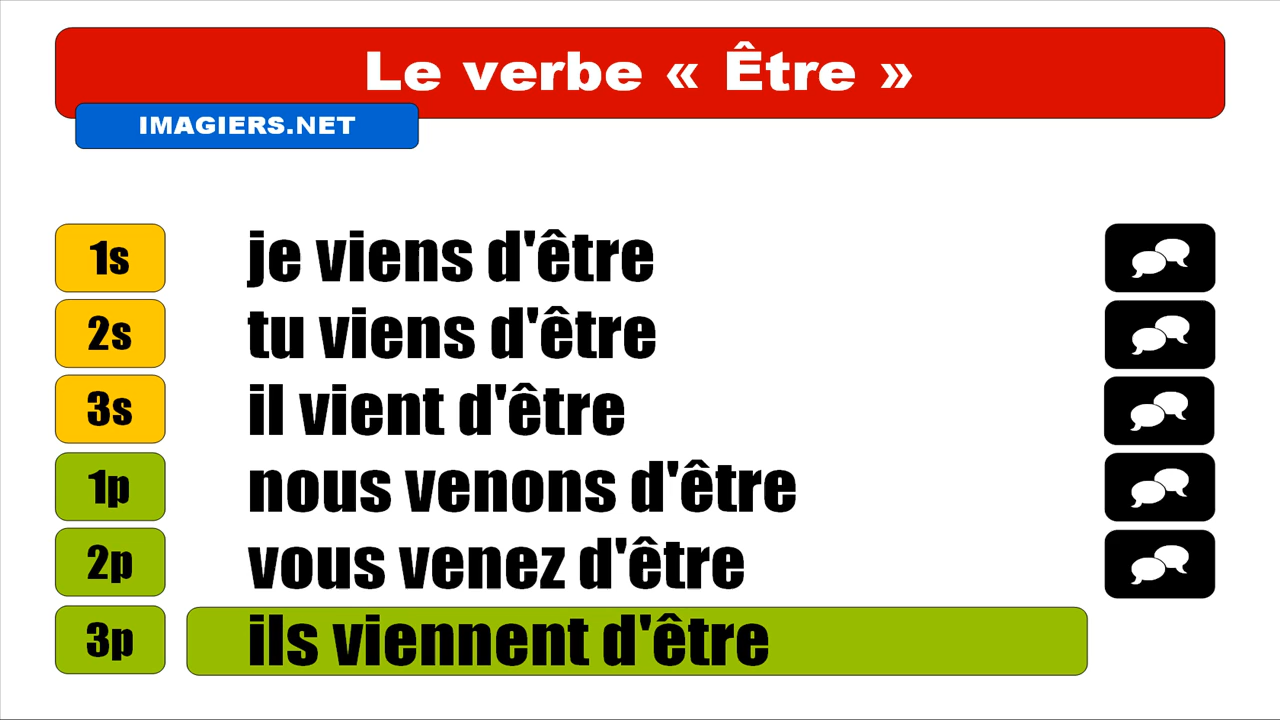 Le verbe « Être »
IMAGIERS.NET
1s je viens d'être
2s tu viens d'être
3s il vient d'être
1p nous venons d'être
2p vous venez d'être
3p ils viennent d'être